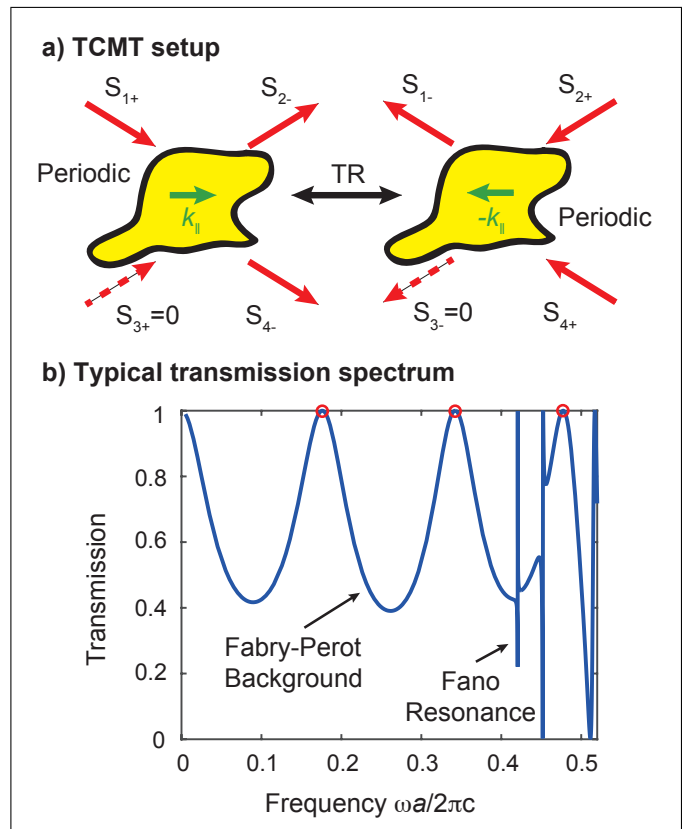 a) TCMT setup
S1+ S2- S1- S2+
Periodic TR
k|| -k|| Periodic
S3+=0 S4- S3-=0 S4+
b) Typical transmission spectrum
1
0.8
0.6
0.4
0.2
0
Transmission
Fabry-Perot
Background
Fano
Resonance
0 0.1 0.2 0.3 0.4 0.5
Frequency ωa/2πc